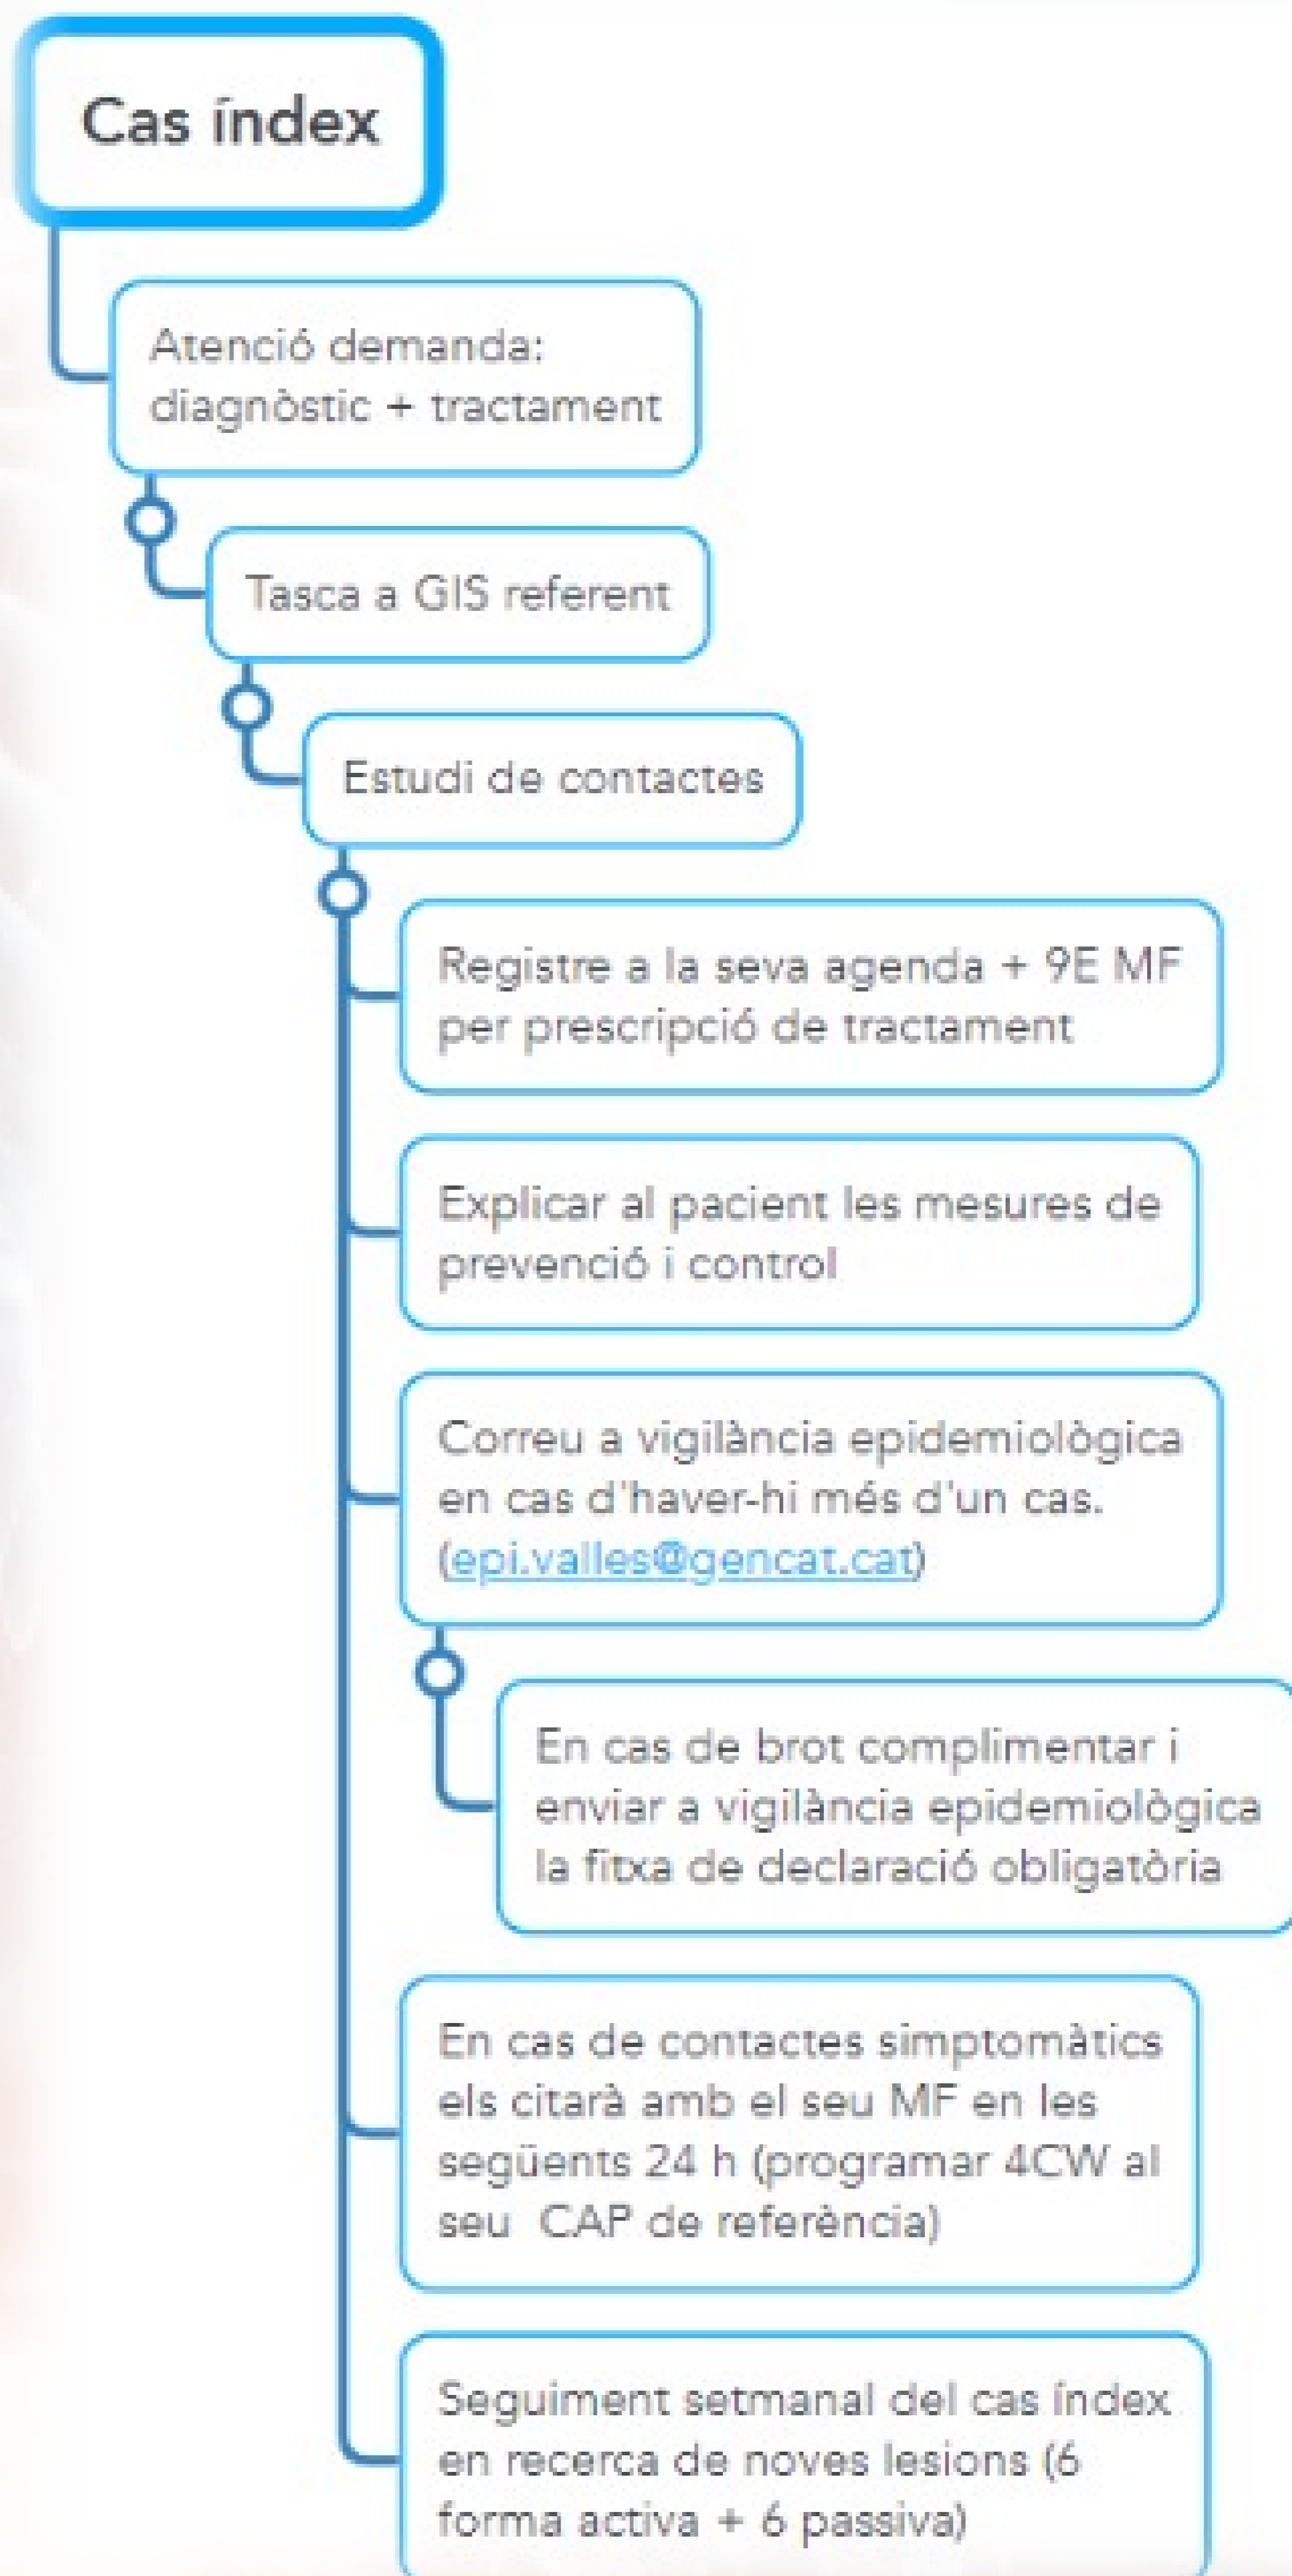 Cas índex
Atenció demanda:
diagnòstic + tractament
Tasca a GIS referent
Estudi de contactes
Registre a la seva agenda + 9E MF
per prescripció de tractament
Explicar al pacient les mesures de
prevenció i control
Correu a vigilància epidemiològica
en cas d'haver-hi més d'un cas.
(epi.valles@gencat.cat)
En cas de brot complimentar i
enviar a vigilància epidemiològica
la fitxa de declaració obligatòria
En cas de contactes simptomàtics
els citarà amb el seu MF en les
següents 24 h (programar 4CW al
seu  CAP de referència)
Seguiment setmanal del cas índex
en recerca de noves lesions (6
forma activa + 6 passiva)